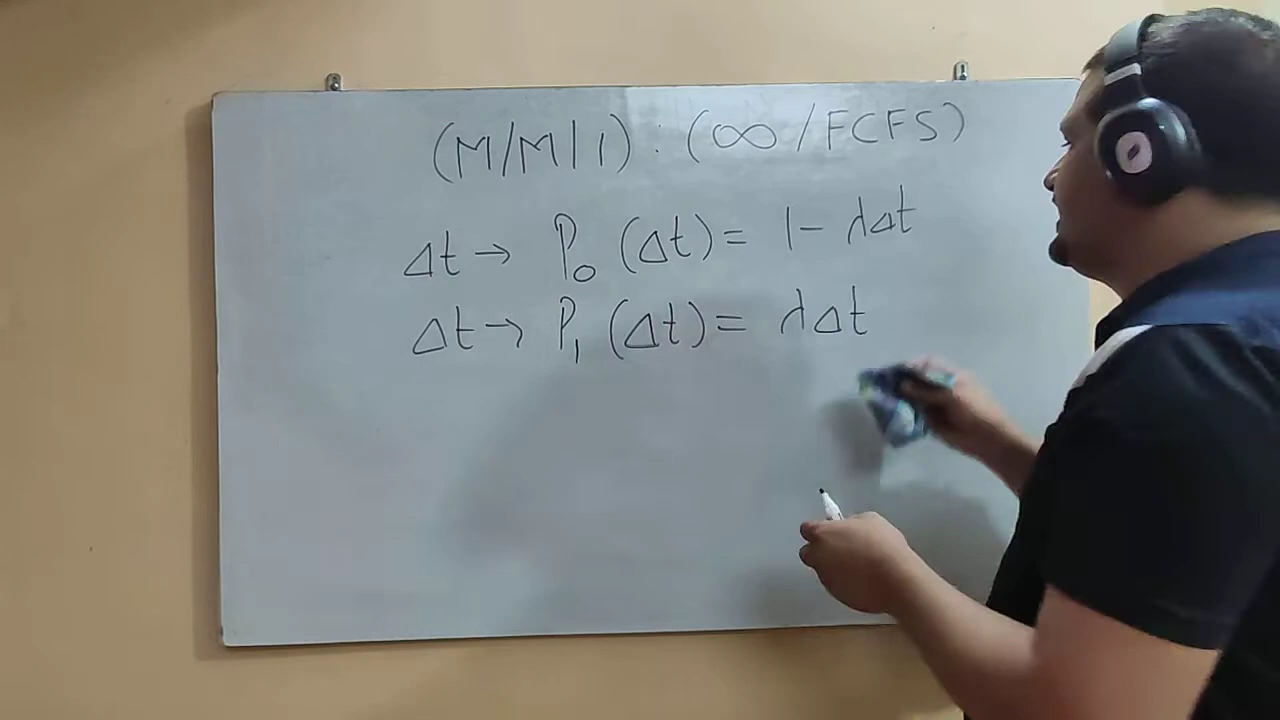 (M/M/1) : (∞/FCFS)
Δt → P₀ (Δt) = 1 - λΔt
Δt → P₁ (Δt) = λΔt